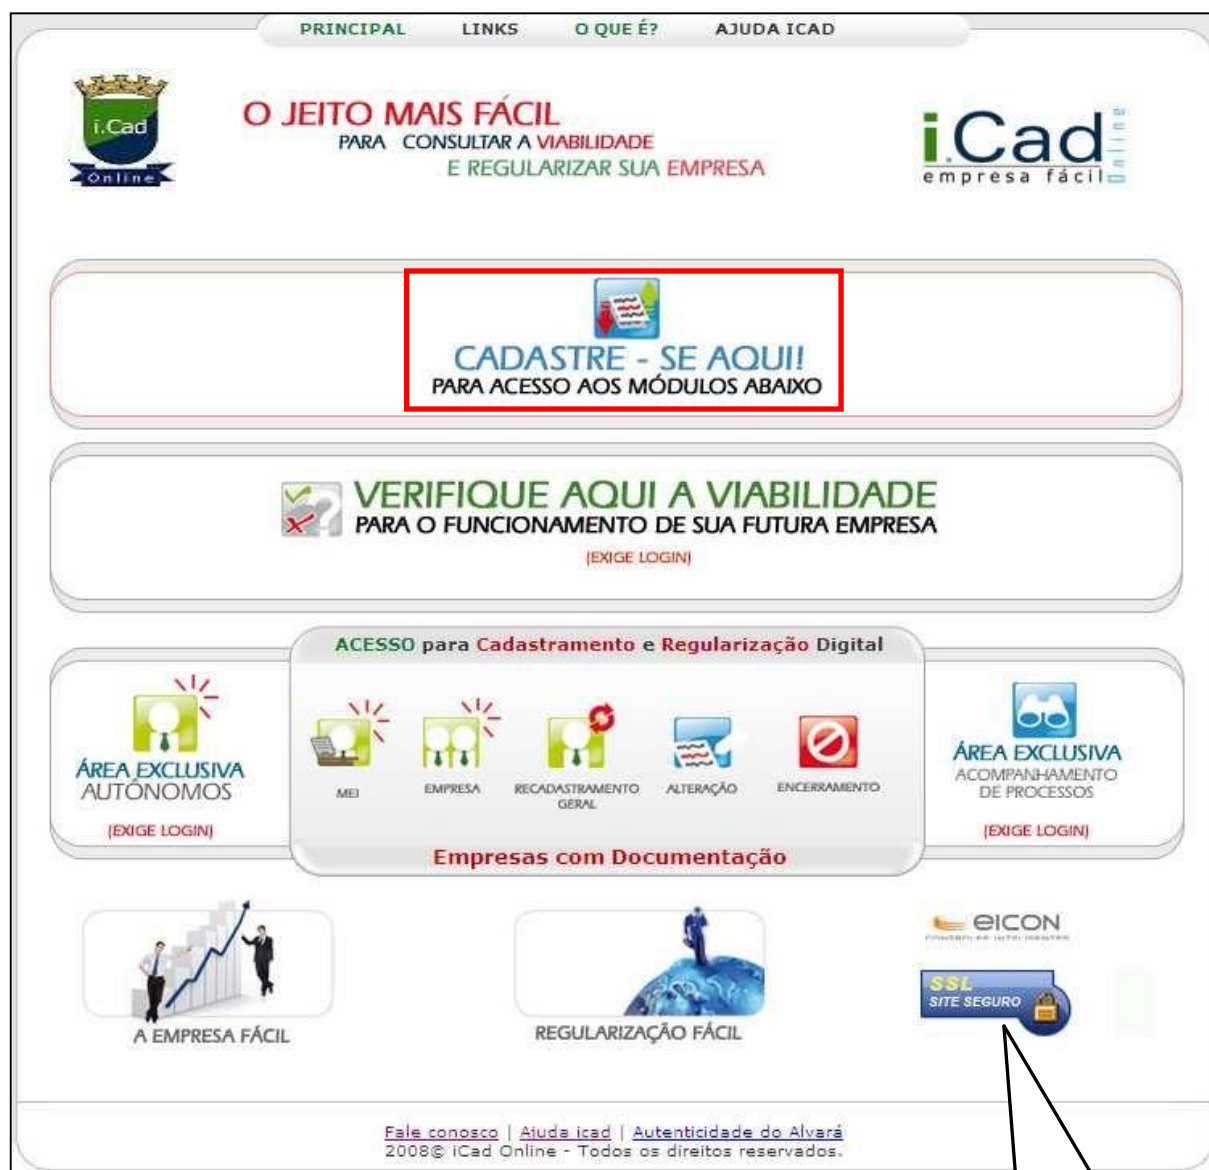 PRINCIPAL LINKS O QUE É? AJUDA ICAD
i.Cad
Online
O JEITO MAIS FÁCIL
PARA CONSULTAR A VIABILIDADE
E REGULARIZAR SUA EMPRESA
i.Cad
empresa fácil
Online
CADASTRE - SE AQUI!
PARA ACESSO AOS MÓDULOS ABAIXO
VERIFIQUE AQUI A VIABILIDADE
PARA O FUNCIONAMENTO DE SUA FUTURA EMPRESA
(EXIGE LOGIN)
ACESSO para Cadastramento e Regularização Digital
ÁREA EXCLUSIVA
AUTÔNOMOS
(EXIGE LOGIN)
MEI
EMPRESA
RECADASTRAMENTO
GERAL
ALTERAÇÃO
ENCERRAMENTO
ÁREA EXCLUSIVA
ACOMPANHAMENTO
DE PROCESSOS
(EXIGE LOGIN)
Empresas com Documentação
A EMPRESA FÁCIL
REGULARIZAÇÃO FÁCIL
eicon
CONTROLES INTELIGENTES
SSL
SITE SEGURO
Fale conosco | Ajuda icad | Autenticidade do Alvará
2008© iCad Online - Todos os direitos reservados.